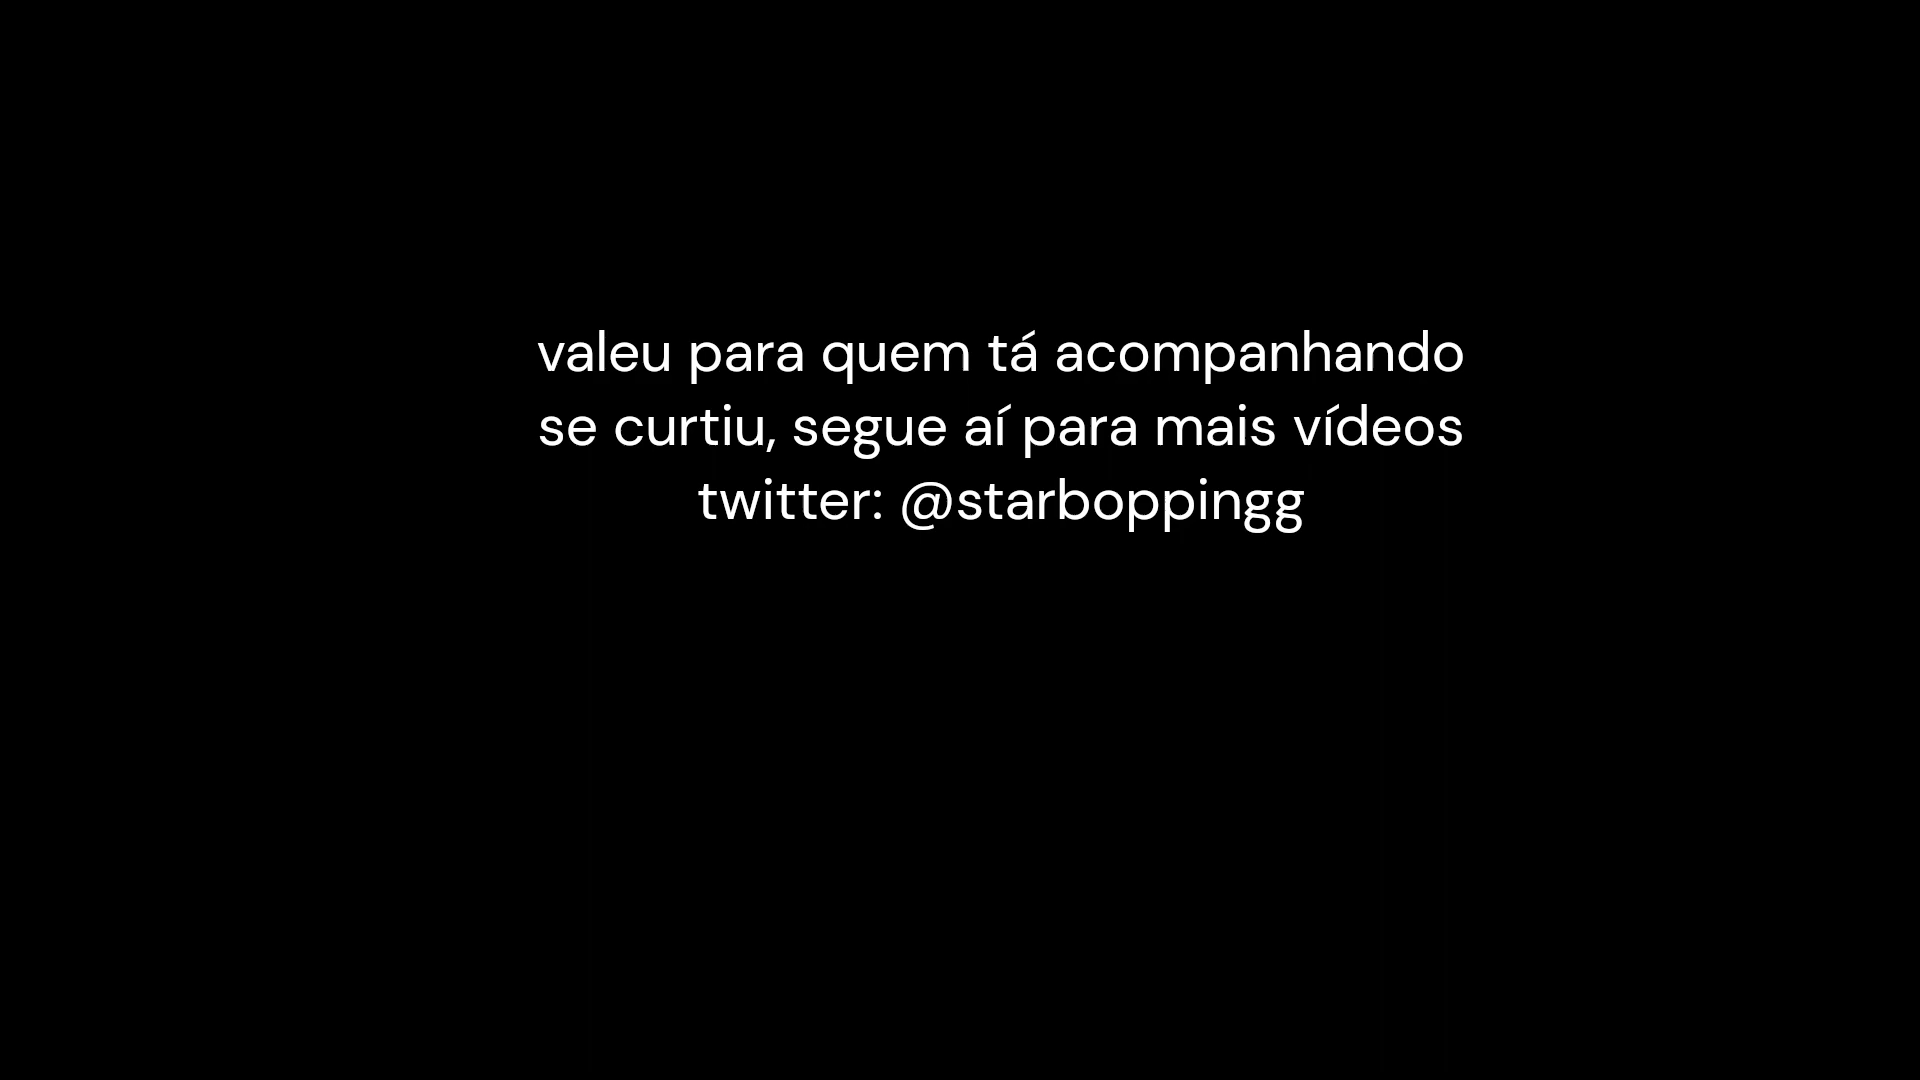 valeu para quem tá acompanhando
se curtiu, segue aí para mais vídeos
twitter: @starboppingg